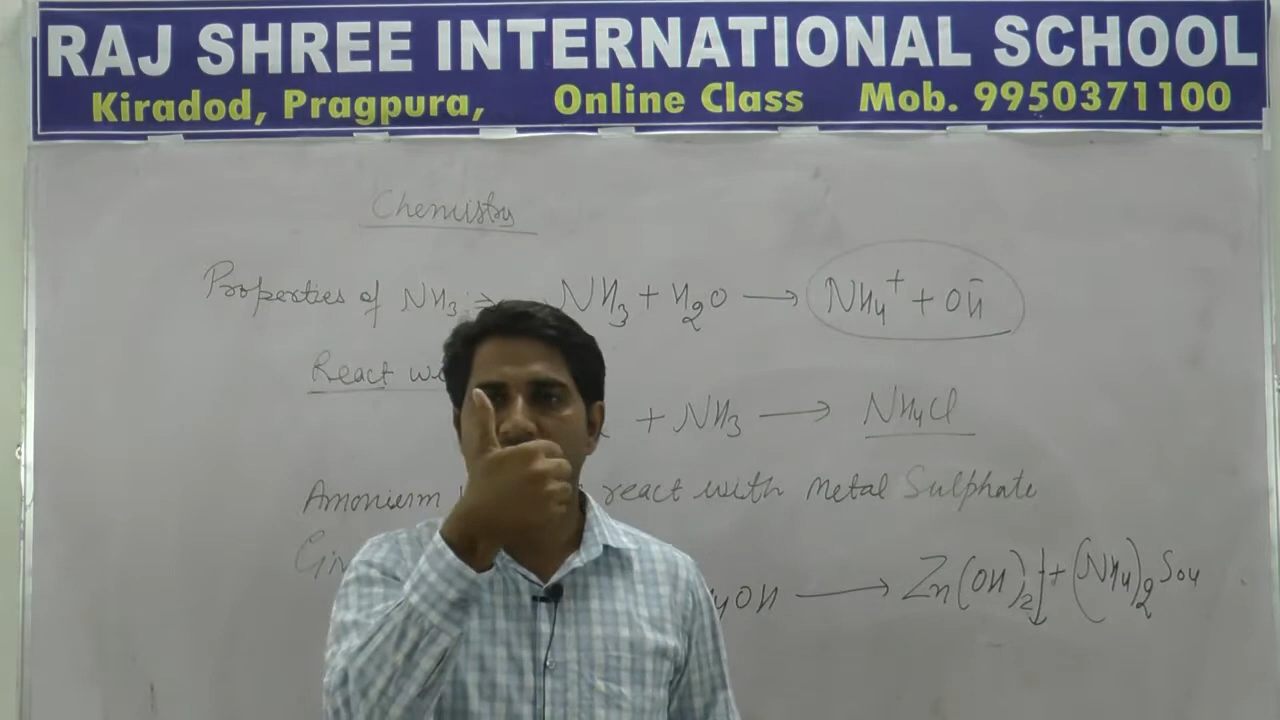 RAJ SHREE INTERNATIONAL SCHOOL
Kiradod, Pragpura, Online Class Mob. 9950371100
Chemistry
Properties of NH3 ⇒ NH3 + H2O → NH4+ + OH-
React
+ NH3 → NH4Cl
Amonium react with Metal Sulphate
OH → Zn(OH)2↓ + (NH4)2SO4